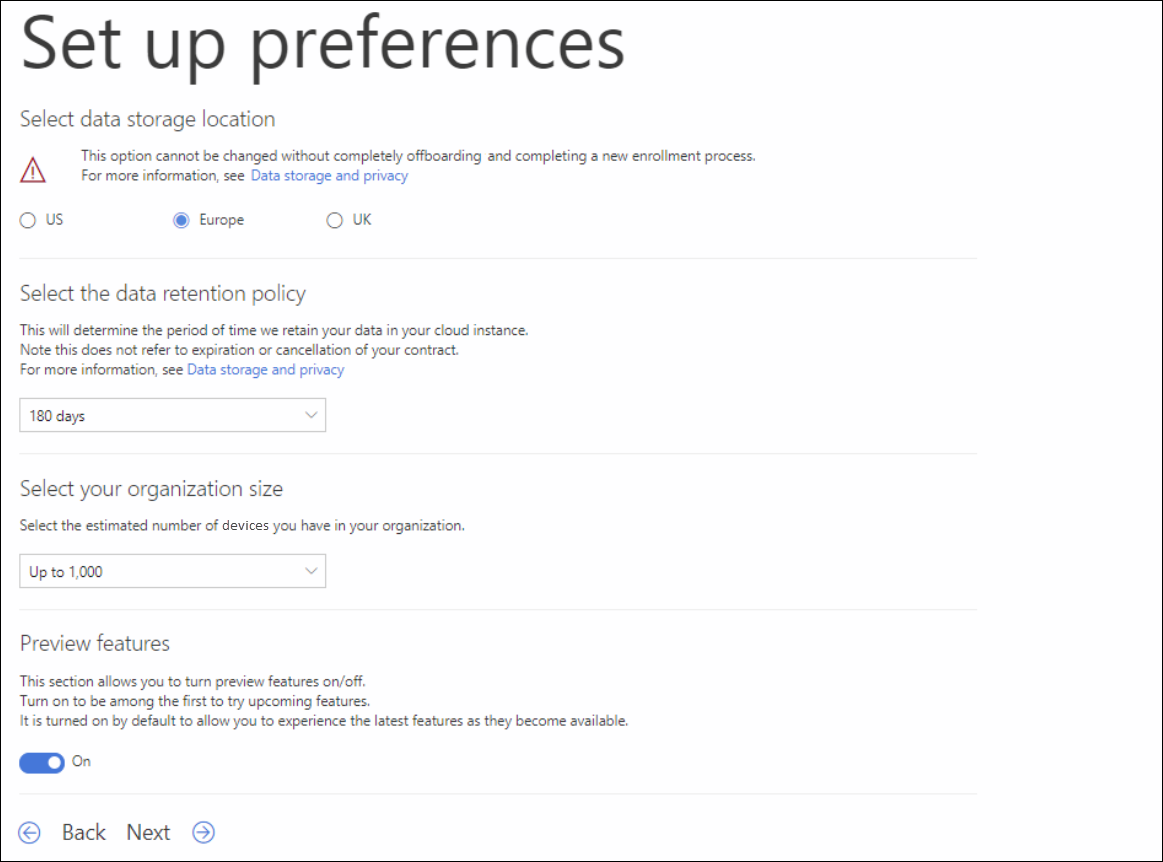 Set up preferences
Select data storage location
This option cannot be changed without completely offboarding and completing a new enrollment process.
For more information, see Data storage and privacy
US Europe UK
Select the data retention policy
This will determine the period of time we retain your data in your cloud instance.
Note this does not refer to expiration or cancellation of your contract.
For more information, see Data storage and privacy
180 days
Select your organization size
Select the estimated number of devices you have in your organization.
Up to 1,000
Preview features
This section allows you to turn preview features on/off.
Turn on to be among the first to try upcoming features.
It is turned on by default to allow you to experience the latest features as they become available.
On
Back Next